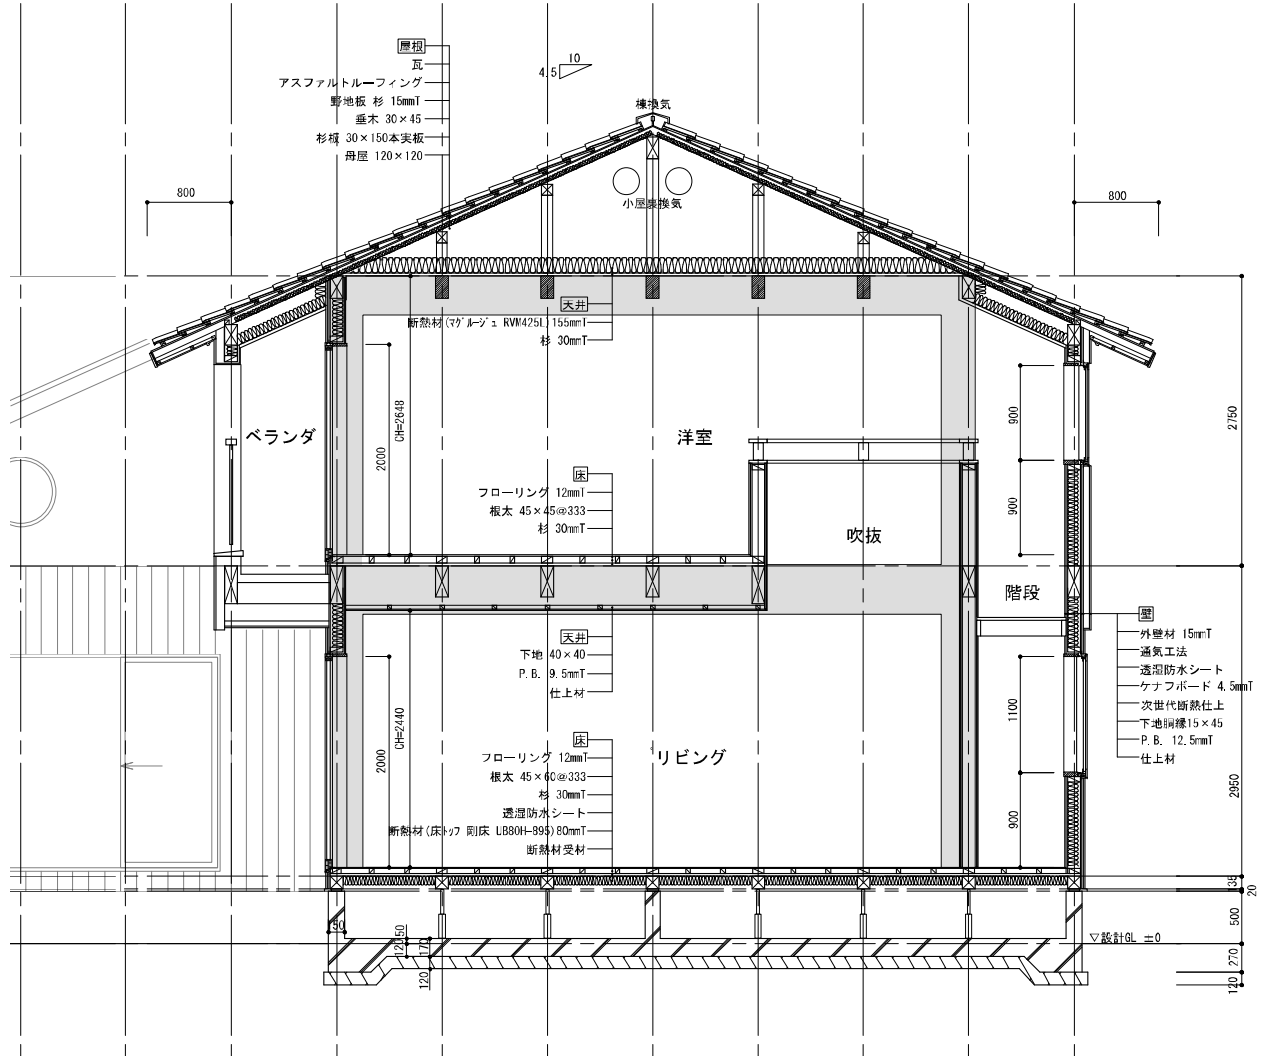 屋根
瓦
アスファルトルーフィング
野地板 杉 15mmT
垂木 30×45
杉板 30×150本実板
母屋 120×120
10
4.5
棟換気
小屋裏換気
800
800
天井
断熱材(マグルージュ RVM425L)155mmT
杉 30mmT
ベランダ
洋室
CH=2648
2000
900
900
2750
床
フローリング 12mmT
根太 45×45@333
杉 30mmT
吹抜
階段
天井
下地 40×40
P.B. 9.5mmT
仕上材
壁
外壁材 15mmT
通気工法
透湿防水シート
ケナフボード 4.5mmT
次世代断熱仕上
下地胴縁15×45
P.B. 12.5mmT
仕上材
CH=2440
2000
リビング
1100
900
2950
床
フローリング 12mmT
根太 45×60@333
杉 30mmT
透湿防水シート
断熱材(床トップ 剛床 UB80H-895)80mmT
断熱材受材
135
20
500
150
50
120
170
120
▽設計GL ±0
270
120